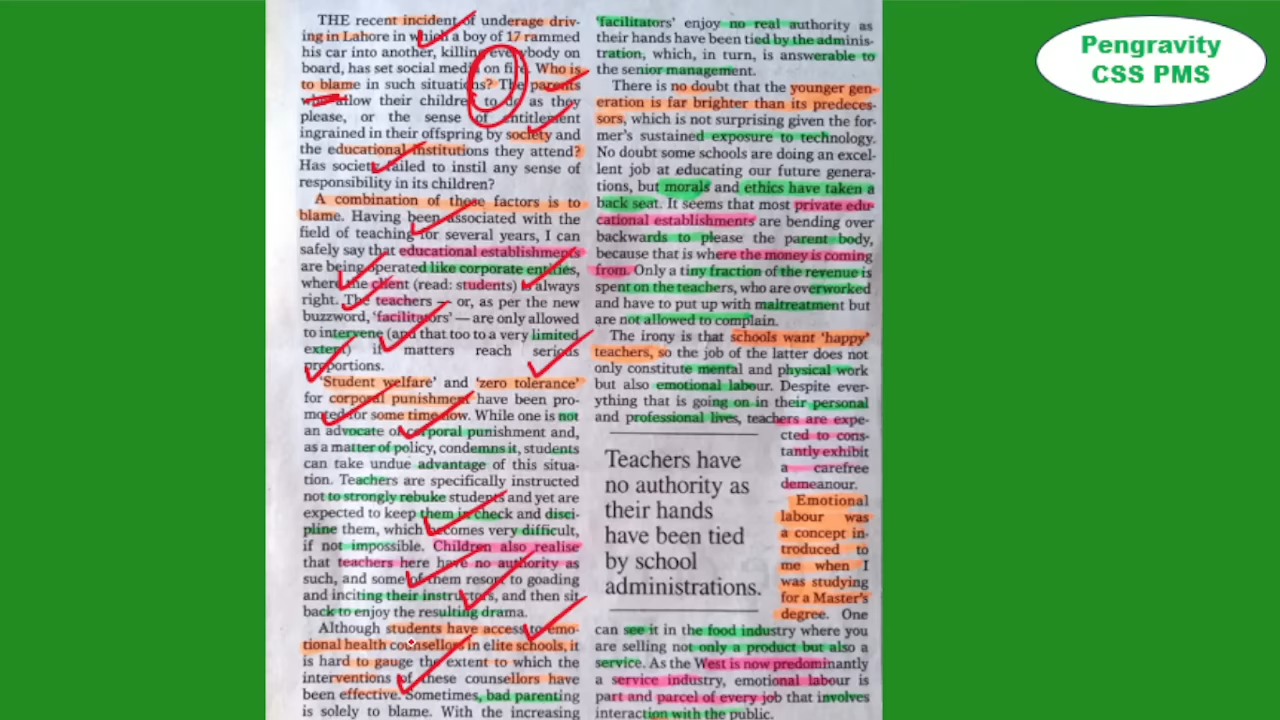 THE recent incident of underage driv-
ing in Lahore in which a boy of 17 rammed
his car into another, killing everybody on
board, has set social media on fire. Who is
to blame in such situations? The parents
who allow their children to do as they
please, or the sense of entitlement
ingrained in their offspring by society and
the educational institutions they attend?
Has society failed to instil any sense of
responsibility in its children?
A combination of these factors is to
blame. Having been associated with the
field of teaching for several years, I can
safely say that educational establishments
are being operated like corporate entities,
where the client (read: students) is always
right. The teachers — or, as per the new
buzzword, ‘facilitators’ — are only allowed
to intervene (and that too to a very limited
extent) if matters reach serious
proportions.
‘Student welfare’ and ‘zero tolerance’
for corporal punishment have been pro-
moted for some time now. While one is not
an advocate of corporal punishment and,
as a matter of policy, condemns it, students
can take undue advantage of this situa-
tion. Teachers are specifically instructed
not to strongly rebuke students and yet are
expected to keep them in check and disci-
pline them, which becomes very difficult,
if not impossible. Children also realise
that teachers here have no authority as
such, and some of them resort to goading
and inciting their instructors, and then sit
back to enjoy the resulting drama.
Although students have access to emo-
tional health counsellors in elite schools, it
is hard to gauge the extent to which the
interventions of these counsellors have
been effective. Sometimes, bad parenting
is solely to blame. With the increasing
‘facilitators’ enjoy no real authority as
their hands have been tied by the adminis-
tration, which, in turn, is answerable to
the senior management.
There is no doubt that the younger gen-
eration is far brighter than its predeces-
sors, which is not surprising given the for-
mer’s sustained exposure to technology.
No doubt some schools are doing an excel-
lent job at educating our future genera-
tions, but morals and ethics have taken a
back seat. It seems that most private edu-
cational establishments are bending over
backwards to please the parent body,
because that is where the money is coming
from. Only a tiny fraction of the revenue is
spent on the teachers, who are overworked
and have to put up with maltreatment but
are not allowed to complain.
The irony is that schools want ‘happy’
teachers, so the job of the latter does not
only constitute mental and physical work
but also emotional labour. Despite ever-
ything that is going on in their personal
and professional lives, teachers are expe-
cted to cons-
tantly exhibit
a carefree
demeanour.
Emotional
labour was
a concept in-
troduced to
me when I
was studying
for a Master’s
degree. One
can see it in the food industry where you
are selling not only a product but also a
service. As the West is now predominantly
a service industry, emotional labour is
part and parcel of every job that involves
interaction with the public.
Teachers have
no authority as
their hands
have been tied
by school
administrations.
Pengravity
CSS PMS